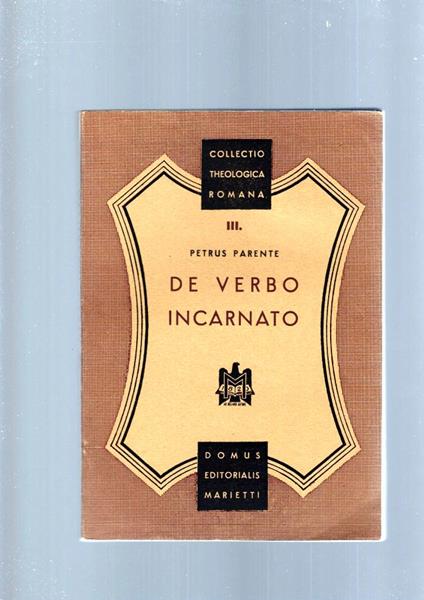 COLLECTIO
THEOLOGICA
ROMANA
III.
PETRUS PARENTE
DE VERBO
INCARNATO
DOMUS
EDITORIALIS
MARIETTI